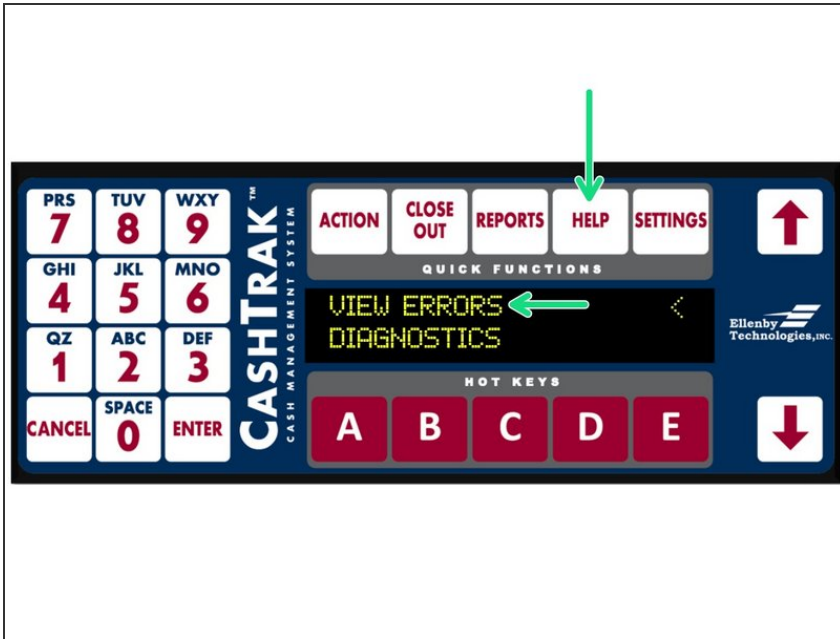 PRS TUV WXY
7 8 9
GHI JKL MNO
4 5 6
QZ ABC DEF
1 2 3
CANCEL SPACE 0 ENTER
CASHTRAK™
CASH MANAGEMENT SYSTEM
ACTION CLOSE OUT REPORTS HELP SETTINGS
QUICK FUNCTIONS
VIEW ERRORS <
DIAGNOSTICS
HOT KEYS
A B C D E
Ellenby
Technologies, INC.